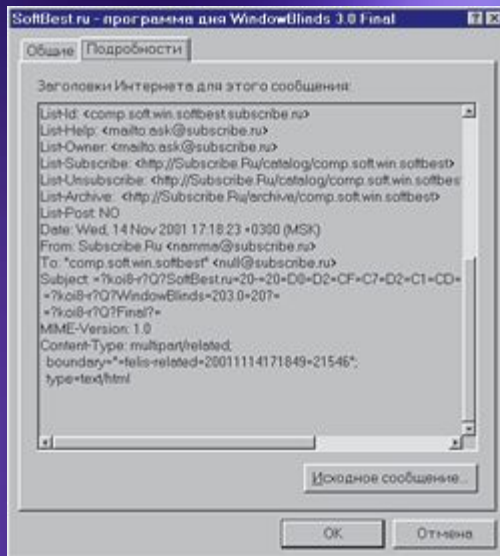 SoftBest.ru - программа дня WindowBlinds 3.0 Final
Общие Подробности
Заголовки Интернета для этого сообщения:
List-Id: <comp.soft.win.softbest.subscribe.ru>
List-Help: <mailto:ask@subscribe.ru>
List-Owner: <mailto:ask@subscribe.ru>
List-Subscribe: <http://Subscribe.Ru/catalog/comp.soft.win.softbest>
List-Unsubscribe: <http://Subscribe.Ru/catalog/comp.soft.win.softbes
List-Archive: <http://Subscribe.Ru/archive/comp.soft.win.softbest>
List-Post: NO
Date: Wed, 14 Nov 2001 17:18:23 +0300 (MSK)
From: Subscribe.Ru <namma@subscribe.ru>
To: "comp.soft.win.softbest" <null@subscribe.ru>
Subject: =?koi8-r?Q?SoftBest.ru=20-=20=D0=D2=CF=C7=D2=C1=CD=
=?koi8-r?Q?WindowBlinds=203.0=20?=
=?koi8-r?Q?Final?=
MIME-Version: 1.0
Content-Type: multipart/related;
boundary="=felis-related=20011114171849=21546";
type=text/html
Исходное сообщение...
OK Отмена